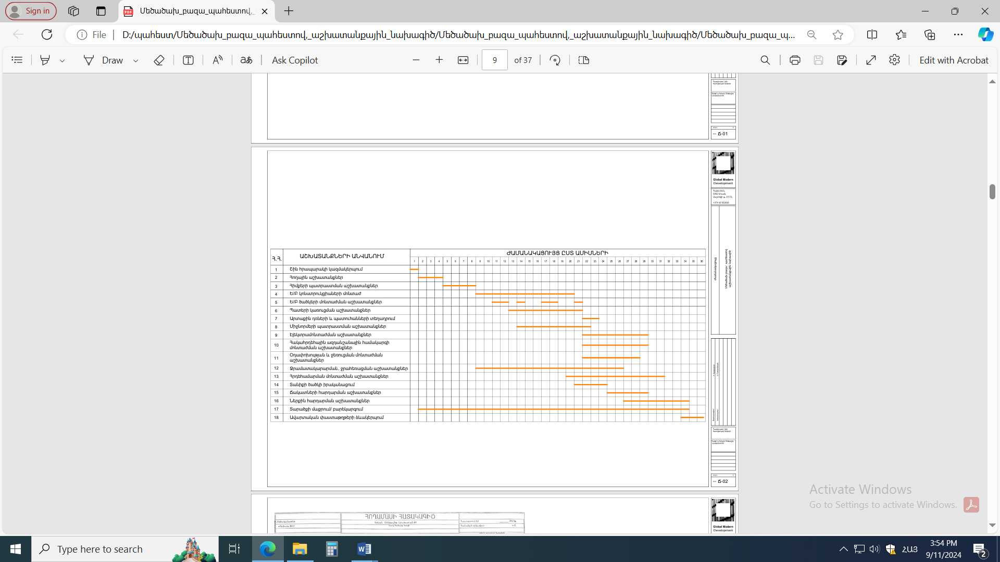 Sign in
Մեծածախ_բազա_պահեստով,_
File
D:/պահեստ/Մեծածախ_բազա_պահեստով,_աշխատանքային_նախագիծ/Մեծածախ_բազա_պահեստով,_աշխատանքային_նախագիծ/Մեծածախ_բազա_պ...
Draw
Ask Copilot
9 of 37
Edit with Acrobat
Ճ-01
Global Modern
Development
Հ.Հ.
ԱՇԽԱՏԱՆՔՆԵՐԻ ԱՆՎԱՆՈՒՄ
ԺԱՄԱՆԱԿԱՑՈՒՅՑ ԸՍՏ ԱՄԻՍՆԵՐԻ
1 2 3 4 5 6 7 8 9 10 11 12 13 14 15 16 17 18 19 20 21 22 23 24 25 26 27 28 29 30 31 32 33 34 35 36
1 Շին հրապարակի կազմակերպում
2 Հողային աշխատանքներ
3 Հիմքերի պատրաստման աշխատանքներ
4 Ե/Բ կոնստրուկցիաների մոնտաժ
5 Ե/Բ ծածկերի մոնտաժման աշխատանքներ
6 Պատերի կառուցման աշխատանքներ
7 Արտաքին դռների և պատուհանների տեղադրում
8 Միջնորմերի պատրաստման աշխատանքներ
9 Էլեկտրամոնտաժման աշխատանքներ
10 Հակահրդեհային ազդանշանային համակարգի
մոնտաժման աշխատանքներ
11 Օդափոխության և ջեռուցման մոնտաժման
աշխատանքներ
12 Ջրամատակարարման, ջրահեռացման աշխատանքներ
13 Հրդեհամարման մոնտաժման աշխատանքներ
14 Տանիքի ծածկի իրականացում
15 Ճակատների հարդարման աշխատանքներ
16 Ներքին հարդարման աշխատանքներ
17 Տարածքի մաքրում/ բարեկարգում
18 Ավարտական փաստաթղթերի ձևակերպում
Ճ-02
ՀՈՂԱՄԱՍԻ ՀԱՏԱԿԱԳԻԾ
Global Modern
Development
Activate Windows
Go to Settings to activate Windows.
Type here to search
ՀԱՅ
3:54 PM
9/11/2024
2